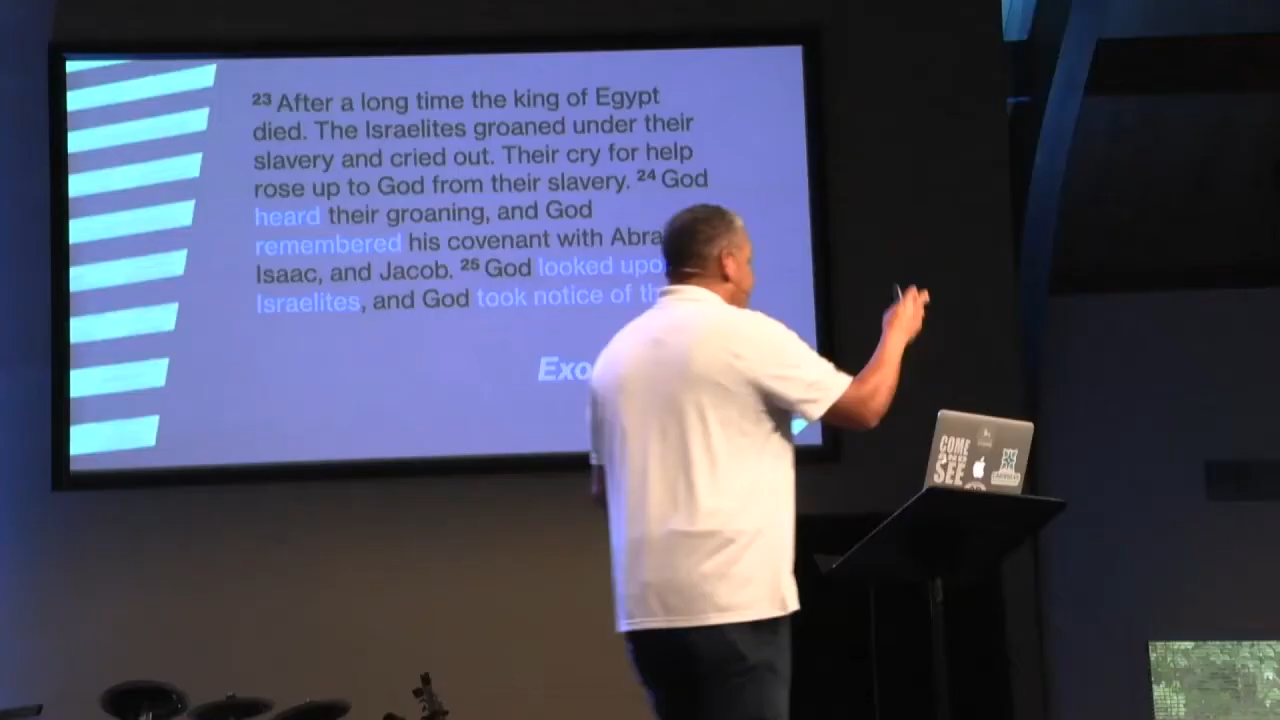 23 After a long time the king of Egypt
died. The Israelites groaned under their
slavery and cried out. Their cry for help
rose up to God from their slavery. 24 God
heard their groaning, and God
remembered his covenant with Abra
Isaac, and Jacob. 25 God looked upo
Israelites, and God took notice of th
Exo
COME
AND
SEE